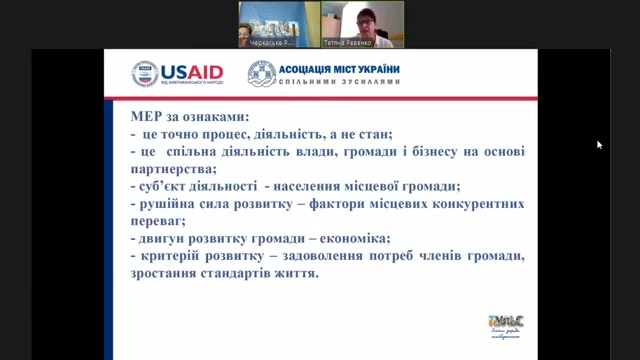 Черкаське Р...
Тетяна Ревенко
USAID
ВІД АМЕРИКАНСЬКОГО НАРОДУ
АСОЦІАЦІЯ МІСТ УКРАЇНИ
СПІЛЬНИМИ ЗУСИЛЛЯМИ
МЕР за ознаками:
- це точно процес, діяльність, а не стан;
- це спільна діяльність влади, громади і бізнесу на основі
партнерства;
- суб’єкт діяльності - населення місцевої громади;
- рушійна сила розвитку – фактори місцевих конкурентних
переваг;
- двигун розвитку громади – економіка;
- критерій розвитку – задоволення потреб членів громади,
зростання стандартів життя.